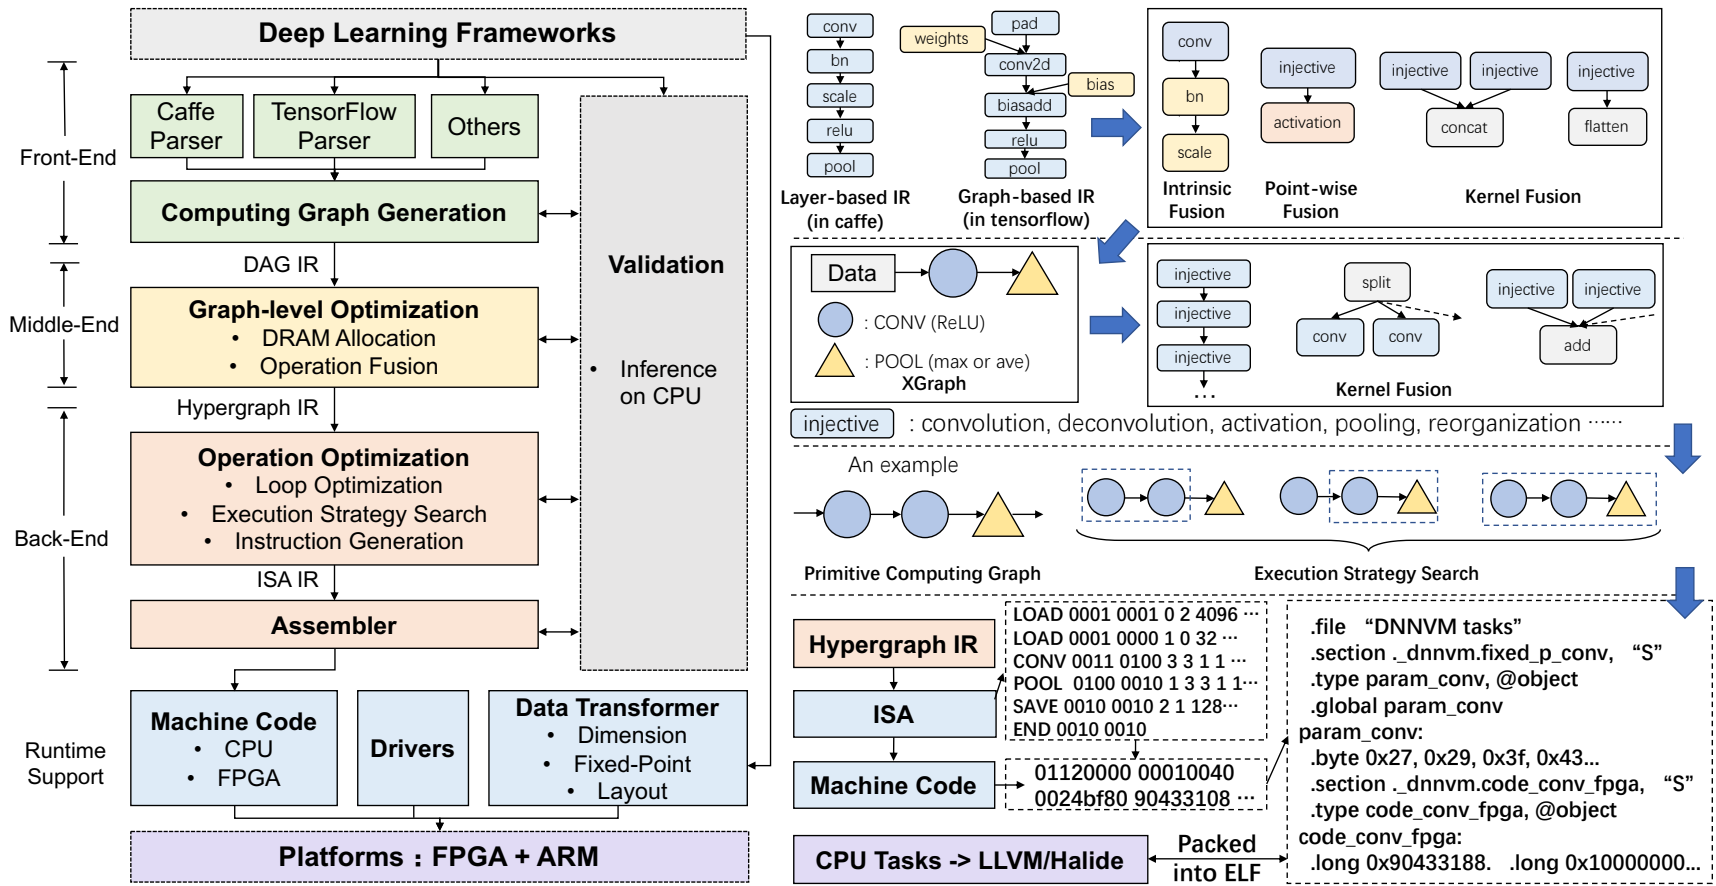 Deep Learning Frameworks
Front-End
Caffe
Parser
TensorFlow
Parser
Others
Computing Graph Generation
DAG IR
Middle-End
Graph-level Optimization
• DRAM Allocation
• Operation Fusion
Hypergraph IR
Back-End
Operation Optimization
• Loop Optimization
• Execution Strategy Search
• Instruction Generation
ISA IR
Assembler
Validation
• Inference
on CPU
Runtime
Support
Machine Code
• CPU
• FPGA
Drivers
Data Transformer
• Dimension
• Fixed-Point
• Layout
Platforms : FPGA + ARM
conv
bn
scale
relu
pool
Layer-based IR
(in caffe)
weights
pad
conv2d
bias
biasadd
relu
pool
Graph-based IR
(in tensorflow)
conv
bn
scale
Intrinsic
Fusion
injective
activation
Point-wise
Fusion
injective
injective
concat
injective
flatten
Kernel Fusion
Data
: CONV (ReLU)
: POOL (max or ave)
XGraph
injective
injective
injective
...
split
conv
conv
injective
injective
add
Kernel Fusion
injective : convolution, deconvolution, activation, pooling, reorganization ······
An example
Primitive Computing Graph
Execution Strategy Search
Hypergraph IR
ISA
Machine Code
LOAD 0001 0001 0 2 4096 ···
LOAD 0001 0000 1 0 32 ···
CONV 0011 0100 3 3 1 1 ···
POOL 0100 0010 1 3 3 1 1···
SAVE 0010 0010 2 1 128···
END 0010 0010
01120000 00010040
0024bf80 90433108 ···
.file “DNNVM tasks”
.section ._dnnvm.fixed_p_conv, “S”
.type param_conv, @object
.global param_conv
param_conv:
.byte 0x27, 0x29, 0x3f, 0x43...
.section ._dnnvm.code_conv_fpga, “S”
.type code_conv_fpga, @object
code_conv_fpga:
.long 0x90433188. .long 0x10000000...
CPU Tasks -> LLVM/Halide
Packed
into ELF